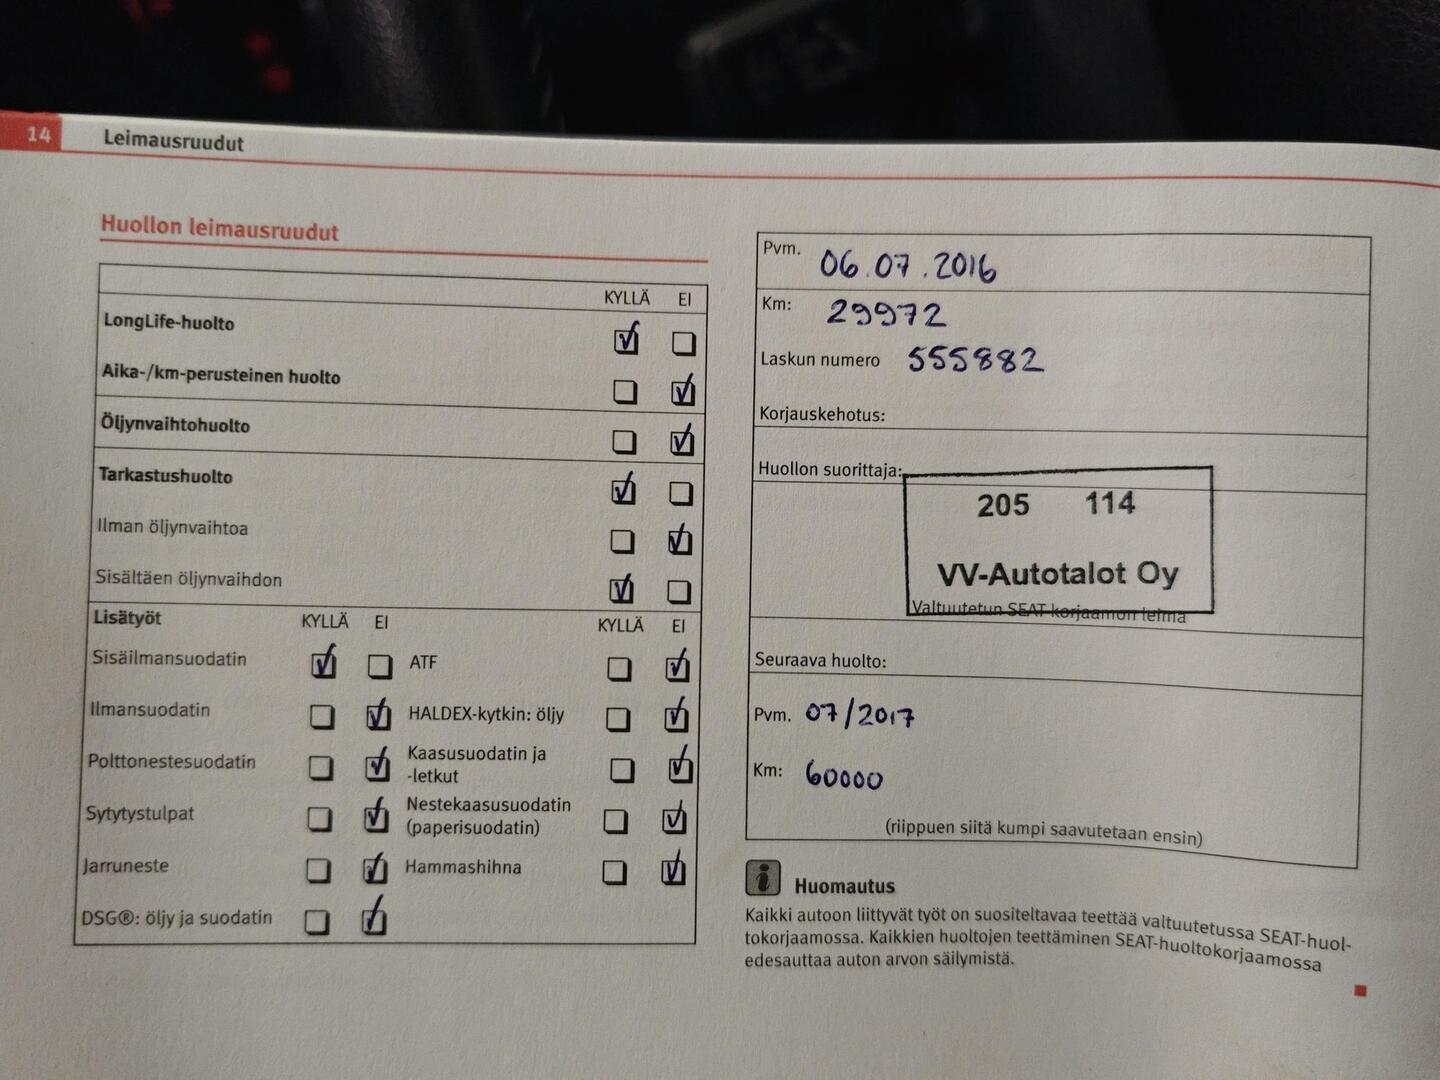 14 Leimausruudut
Huollon leimausruudut
KYLLÄ EI
LongLife-huolto
Aika-/km-perusteinen huolto
Öljynvaihtohuolto
Tarkastushuolto
Ilman öljynvaihtoa
Sisältäen öljynvaihdon
Lisätyöt KYLLÄ EI KYLLÄ EI
Sisäilmansuodatin ATF
Ilmansuodatin HALDEX-kytkin: öljy
Polttonestesuodatin Kaasusuodatin ja
-letkut
Sytytystulpat Nestekaasusuodatin
(paperisuodatin)
Jarruneste Hammashihna
DSG®: öljy ja suodatin
Pvm. 06.07.2016
Km: 29972
Laskun numero 555882
Korjauskehotus:
Huollon suorittaja:
205 114
VV-Autotalot Oy
Valtuutetun SEAT-korjaamon leima
Seuraava huolto:
Pvm. 07/2017
Km: 60000
(riippuen siitä kumpi saavutetaan ensin)
i Huomautus
Kaikki autoon liittyvät työt on suositeltavaa teettää valtuutetussa SEAT-huol-
tokorjaamossa. Kaikkien huoltojen teettäminen SEAT-huoltokorjaamossa
edesauttaa auton arvon säilymistä.